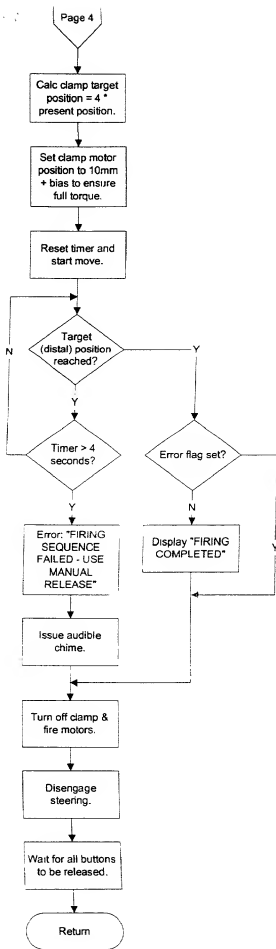 Page 4
Calc clamp target
position = 4 *
present position.
Set clamp motor
position to 10mm
+ bias to ensure
full torque.
Reset timer and
start move.
N
Target
(distal) position
reached?
Y
Y
Timer > 4
seconds?
Error flag set?
Y
N
Y
Error: "FIRING
SEQUENCE
FAILED - USE
MANUAL
RELEASE"
Display "FIRING
COMPLETED"
Issue audible
chime.
Turn off clamp &
fire motors.
Disengage
steering.
Wait for all buttons
to be released.
Return